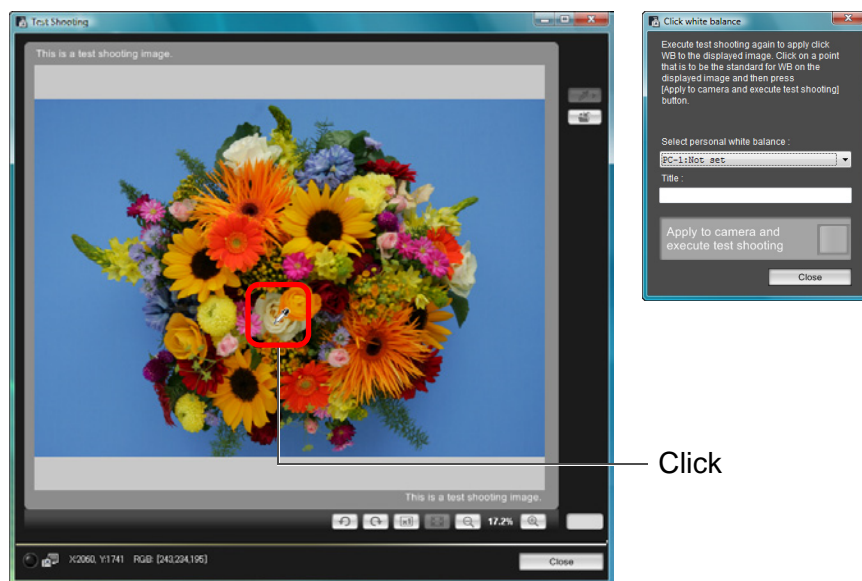 Test Shooting
This is a test shooting image.
This is a test shooting image.
17.2%
X:2060, Y:1741 RGB: [243,234,195]
Close
Click white balance
Execute test shooting again to apply click
WB to the displayed image. Click on a point
that is to be the standard for WB on the
displayed image and then press
[Apply to camera and execute test shooting]
button.
Select personal white balance :
PC-1:Not set
Title :
Apply to camera and
execute test shooting
Close
Click